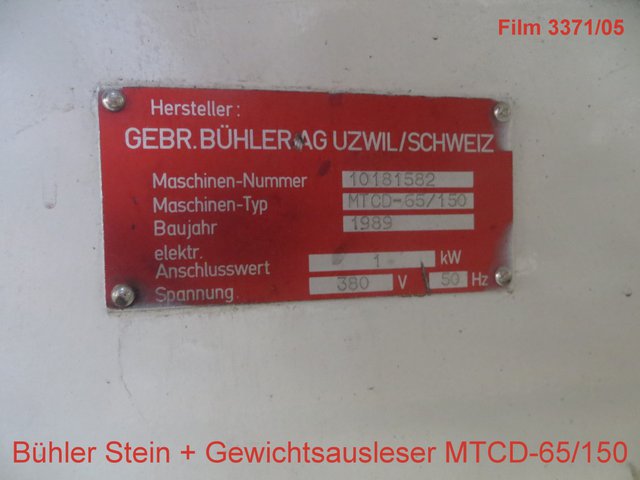 Film 3371/05
Hersteller:
GEBR. BÜHLER AG UZWIL/SCHWEIZ
Maschinen-Nummer 10181582
Maschinen-Typ MTCD-65/150
Baujahr 1989
elektr.
Anschlusswert 1 kW
Spannung 380 V 50 Hz
Bühler Stein + Gewichtsausleser MTCD-65/150